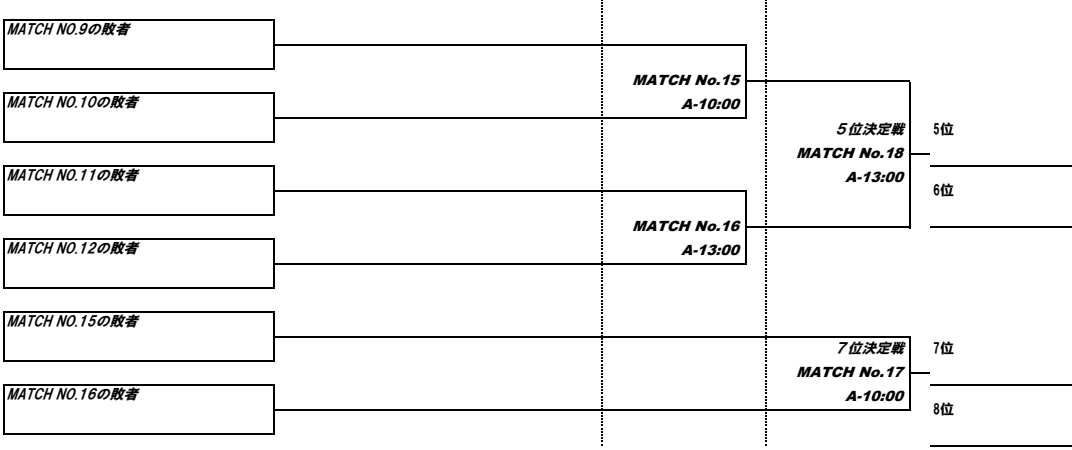 MATCH NO.9の敗者
MATCH No.15
A-10:00
MATCH NO.10の敗者
５位決定戦
MATCH No.18
A-13:00
5位
6位
MATCH NO.11の敗者
MATCH No.16
A-13:00
MATCH NO.12の敗者
MATCH NO.15の敗者
７位決定戦
MATCH No.17
A-10:00
7位
8位
MATCH NO.16の敗者